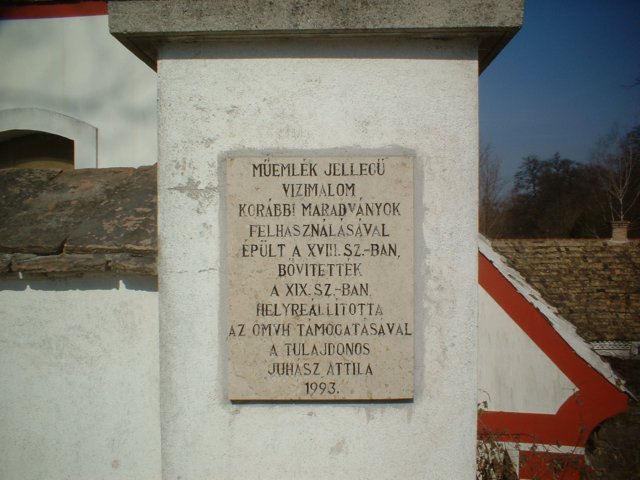 MŰEMLÉK JELLEGŰ
VIZIMALOM
KORÁBBI MARADVÁNYOK
FELHASZNÁLÁSÁVAL
ÉPÜLT A XVIII. SZ.-BAN,
BŐVITETTÉK
A XIX. SZ.-BAN,
HELYREÁLLÍTOTTA
AZ OMVH TÁMOGATÁSÁVAL
A TULAJDONOS
JUHÁSZ ATTILA
1993.